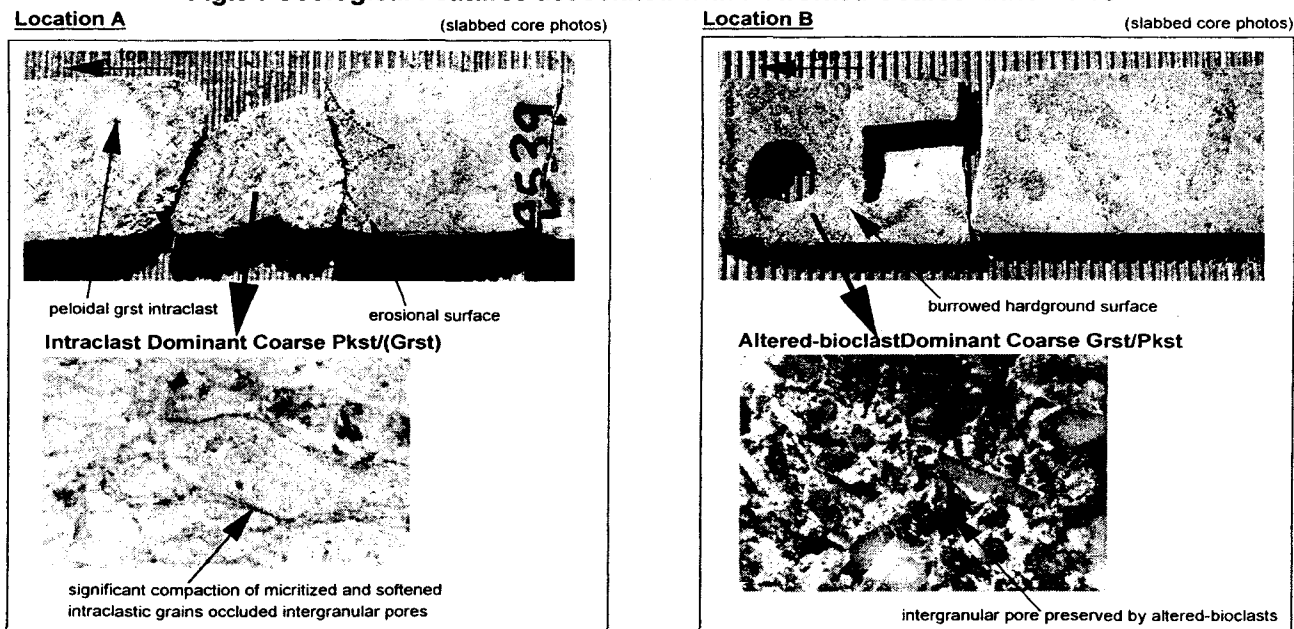 Location A
(slabbed core photos)
top
4539
peloidal grst intraclast
erosional surface
Intraclast Dominant Coarse Pkst/(Grst)
significant compaction of micritized and softened
intraclastic grains occluded intergranular pores
Location B
(slabbed core photos)
top
burrowed hardground surface
Altered-bioclastDominant Coarse Grst/Pkst
intergranular pore preserved by altered-bioclasts